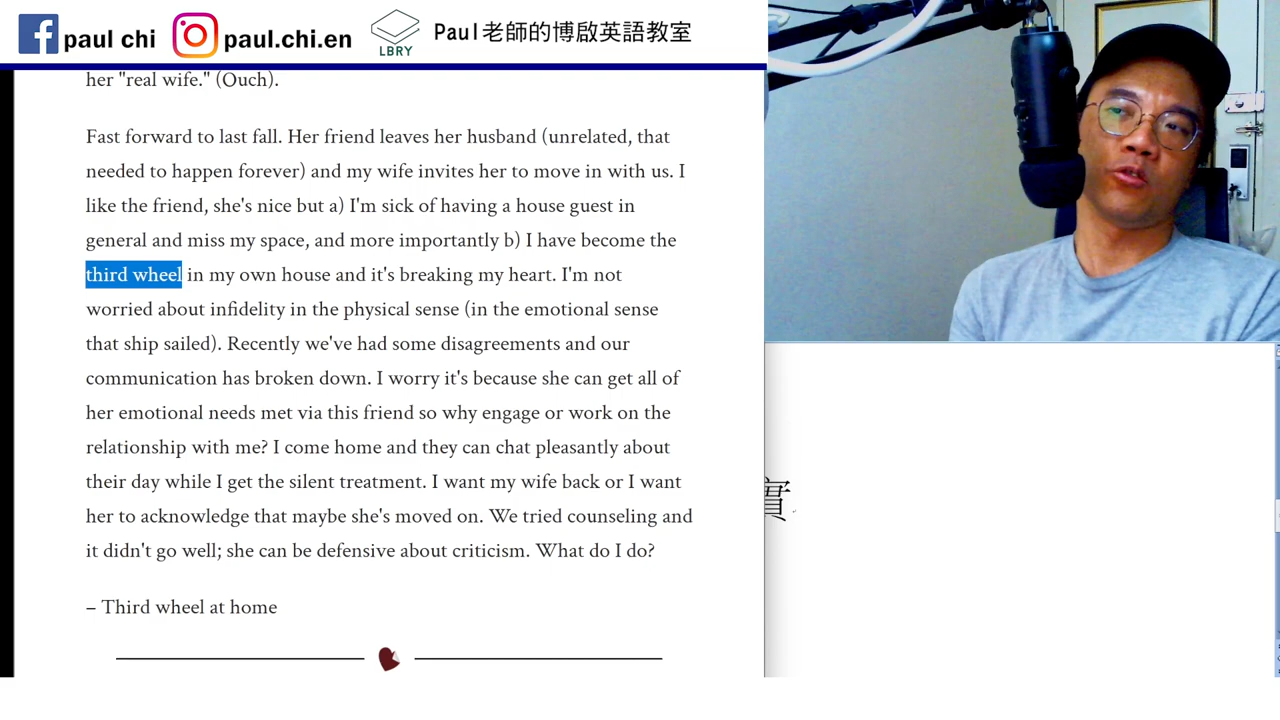 paul chi
paul.chi.en
LBRY
Paul老師的博啟英語教室
her "real wife." (Ouch).
Fast forward to last fall. Her friend leaves her husband (unrelated, that
needed to happen forever) and my wife invites her to move in with us. I
like the friend, she's nice but a) I'm sick of having a house guest in
general and miss my space, and more importantly b) I have become the
third wheel in my own house and it's breaking my heart. I'm not
worried about infidelity in the physical sense (in the emotional sense
that ship sailed). Recently we've had some disagreements and our
communication has broken down. I worry it's because she can get all of
her emotional needs met via this friend so why engage or work on the
relationship with me? I come home and they can chat pleasantly about
their day while I get the silent treatment. I want my wife back or I want
her to acknowledge that maybe she's moved on. We tried counseling and
it didn't go well; she can be defensive about criticism. What do I do?
– Third wheel at home
實